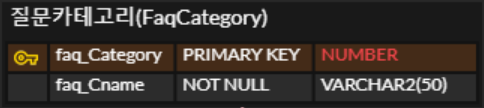 질문카테고리(FaqCategory)
faq_Category PRIMARY KEY NUMBER
faq_Cname NOT NULL VARCHAR2(50)